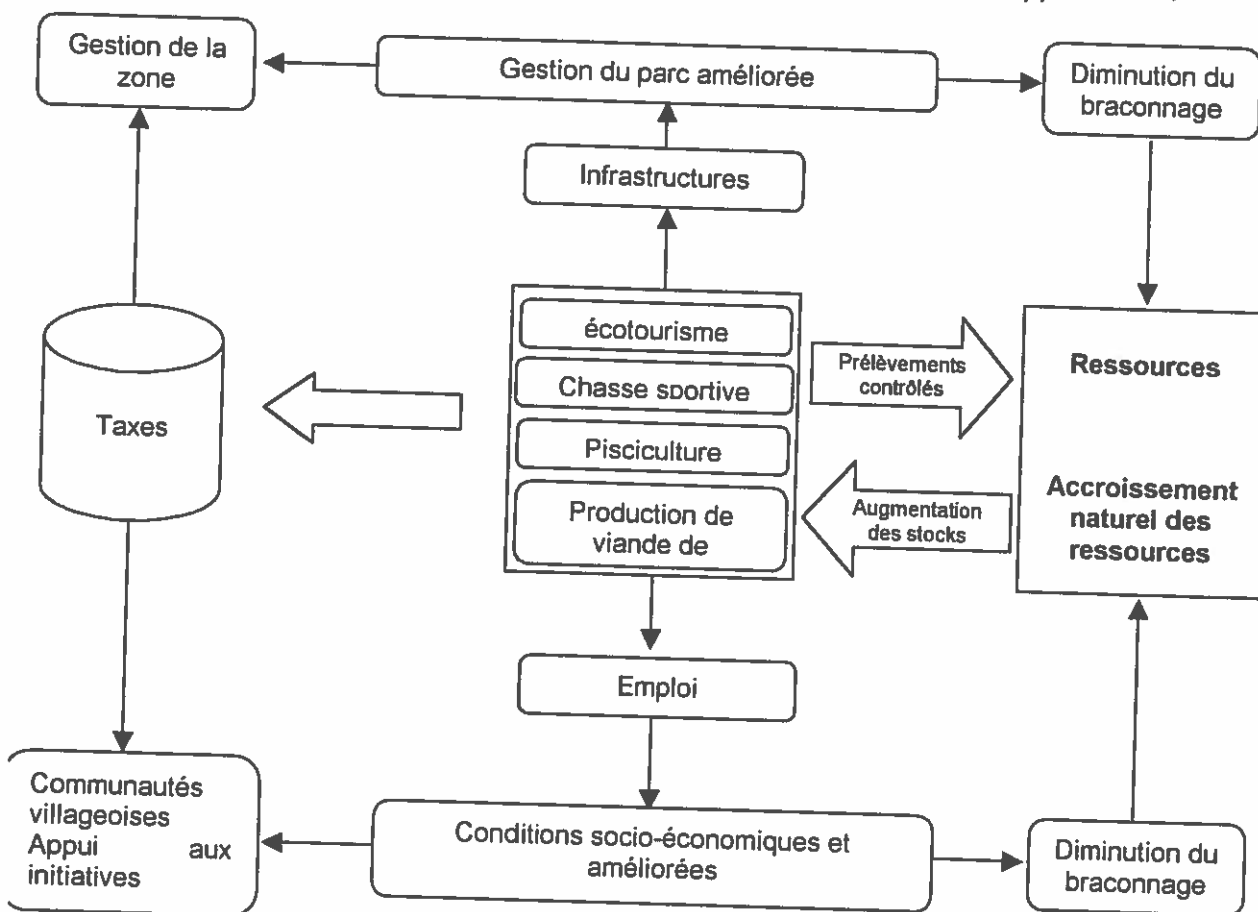 Gestion de la
zone
Gestion du parc améliorée
Diminution du
braconnage
Infrastructures
écotourisme
Chasse sportive
Pisciculture
Production de
viande de
Taxes
Prélèvements
contrôlés
Augmentation
des stocks
Ressources
Accroissement
naturel des
ressources
Emploi
Communautés
villageoises
Appui aux
initiatives
Conditions socio-économiques et
améliorées
Diminution du
braconnage